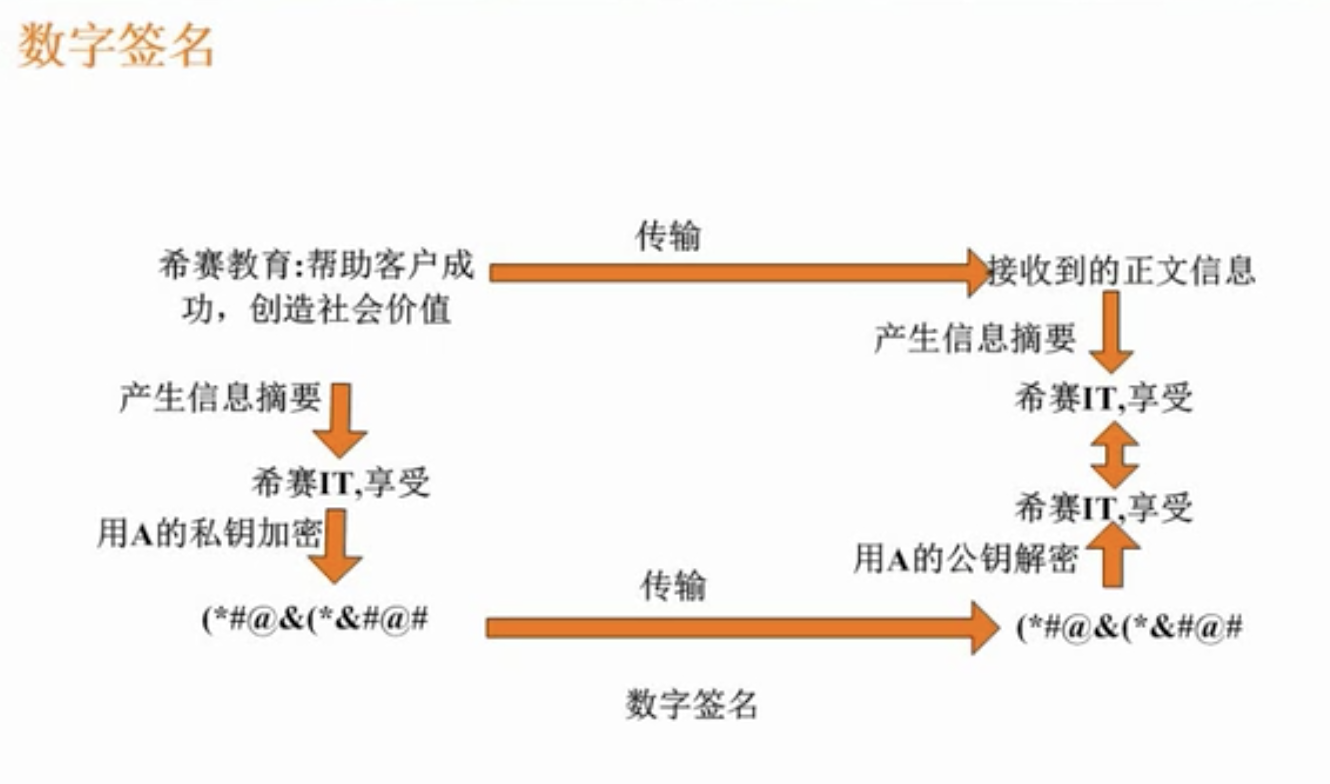 数字签名
传输
希赛教育:帮助客户成
功，创造社会价值
接收到的正文信息
产生信息摘要
产生信息摘要
希赛IT,享受
希赛IT,享受
希赛IT,享受
用A的私钥加密
用A的公钥解密
传输
(*#@&(*&#@#
(*#@&(*&#@#
数字签名